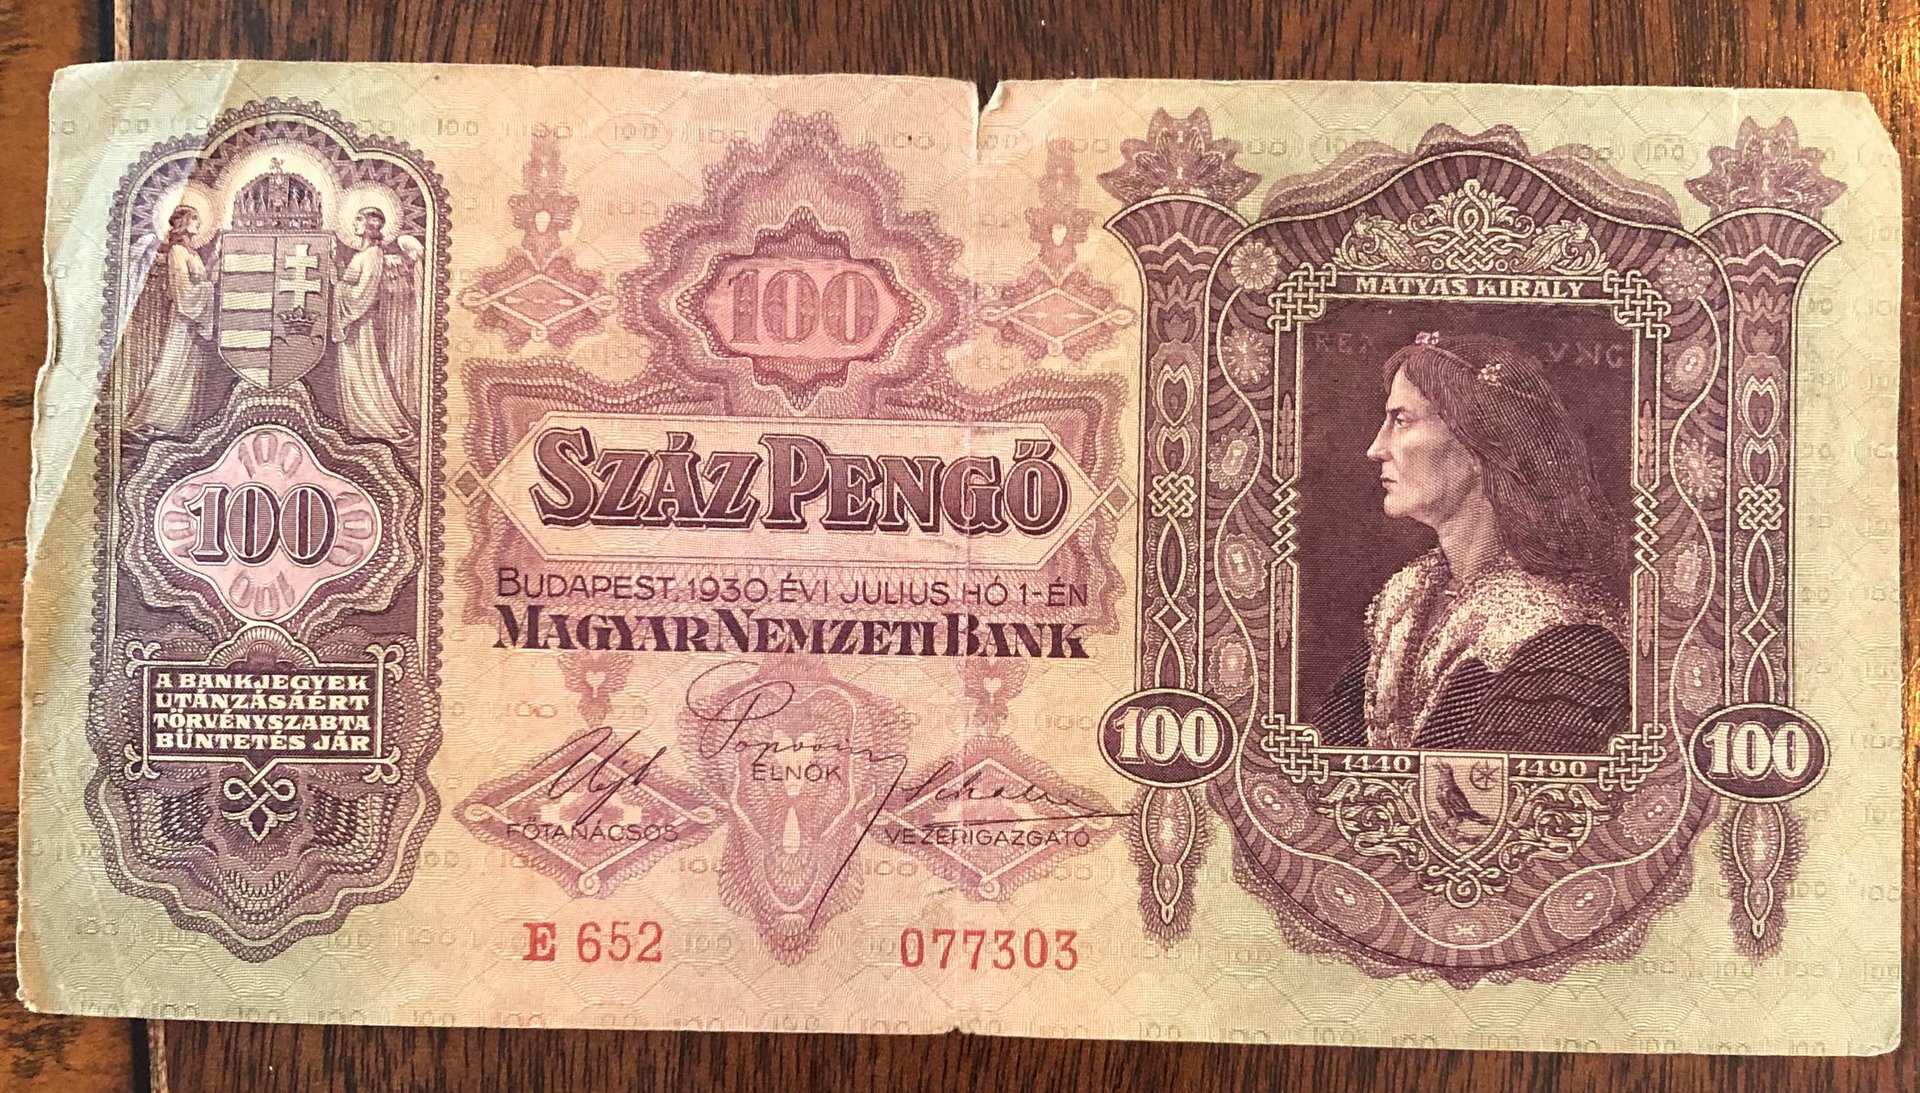 100
SZÁZ PENGŐ
BUDAPEST, 1930. ÉVI JULIUS HÓ 1-ÉN
MAGYAR NEMZETI BANK
100
A BANKJEGYEK
UTÁNZÁSÁÉRT
TÖRVÉNYSZABTA
BÜNTETÉS JÁR
ELNÖK
FŐTANÁCSOS
VEZÉRIGAZGATÓ
E 652
077303
MÁTYÁS KIRÁLY
VNG
1440
1490
100
100